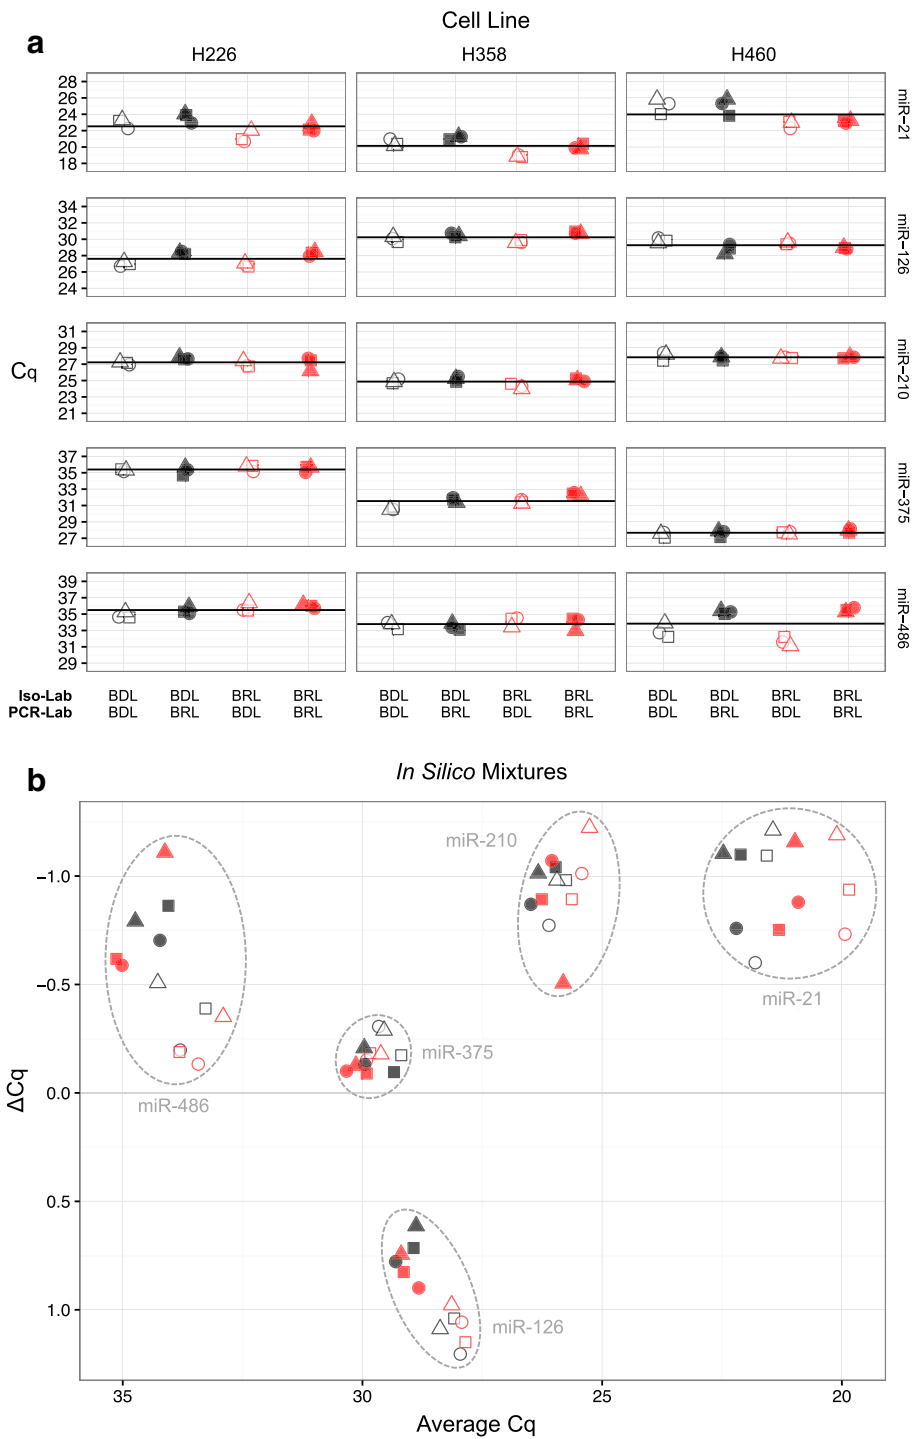 a
Cell Line
H226 H358 H460
28
26
24
22
20
18
miR−21
34
32
30
28
26
24
miR−126
Cq
31
29
27
25
23
21
miR−210
37
35
33
31
29
27
miR−375
39
37
35
33
31
29
miR−486
Iso-Lab BDL BDL BRL BRL BDL BDL BRL BRL BDL BDL BRL BRL
PCR-Lab BDL BRL BDL BRL BDL BRL BDL BRL BDL BRL BDL BRL
b
In Silico Mixtures
miR-210
miR-21
miR-375
miR-486
miR-126
ΔCq
−1.0
−0.5
0.0
0.5
1.0
35 30 25 20
Average Cq